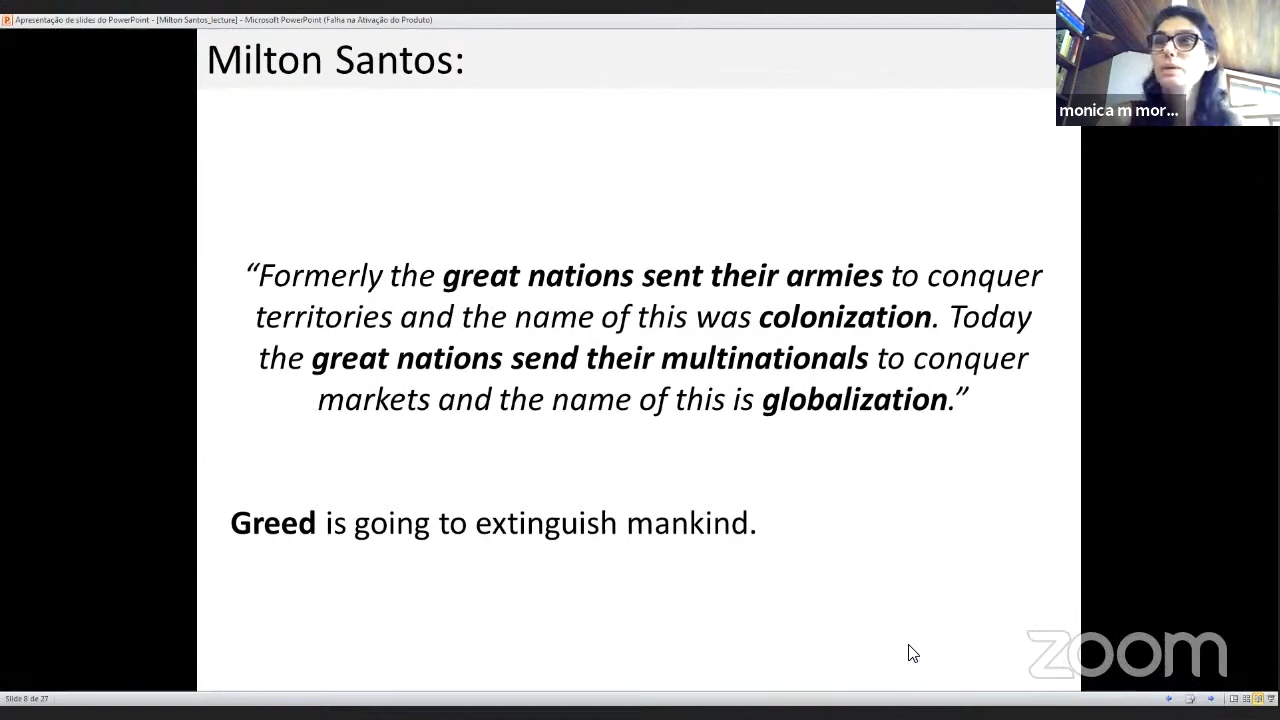 Apresentação de slides do PowerPoint - [Milton Santos_lecture] - Microsoft PowerPoint (Falha na Ativação do Produto)
Milton Santos:
monica m mor...
“Formerly the great nations sent their armies to conquer
territories and the name of this was colonization. Today
the great nations send their multinationals to conquer
markets and the name of this is globalization.”
Greed is going to extinguish mankind.
zoom
Slide 8 de 27